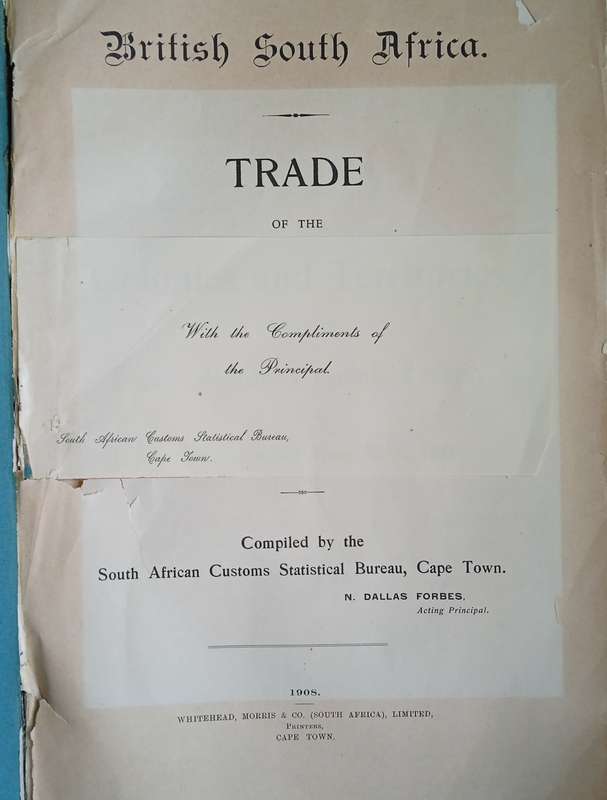 British South Africa.
TRADE
OF THE
With the Compliments of
the Principal.
South African Customs Statistical Bureau,
Cape Town.
Compiled by the
South African Customs Statistical Bureau, Cape Town.
N. DALLAS FORBES,
Acting Principal.
1908.
WHITEHEAD, MORRIS & CO. (SOUTH AFRICA), LIMITED,
PRINTERS,
CAPE TOWN.